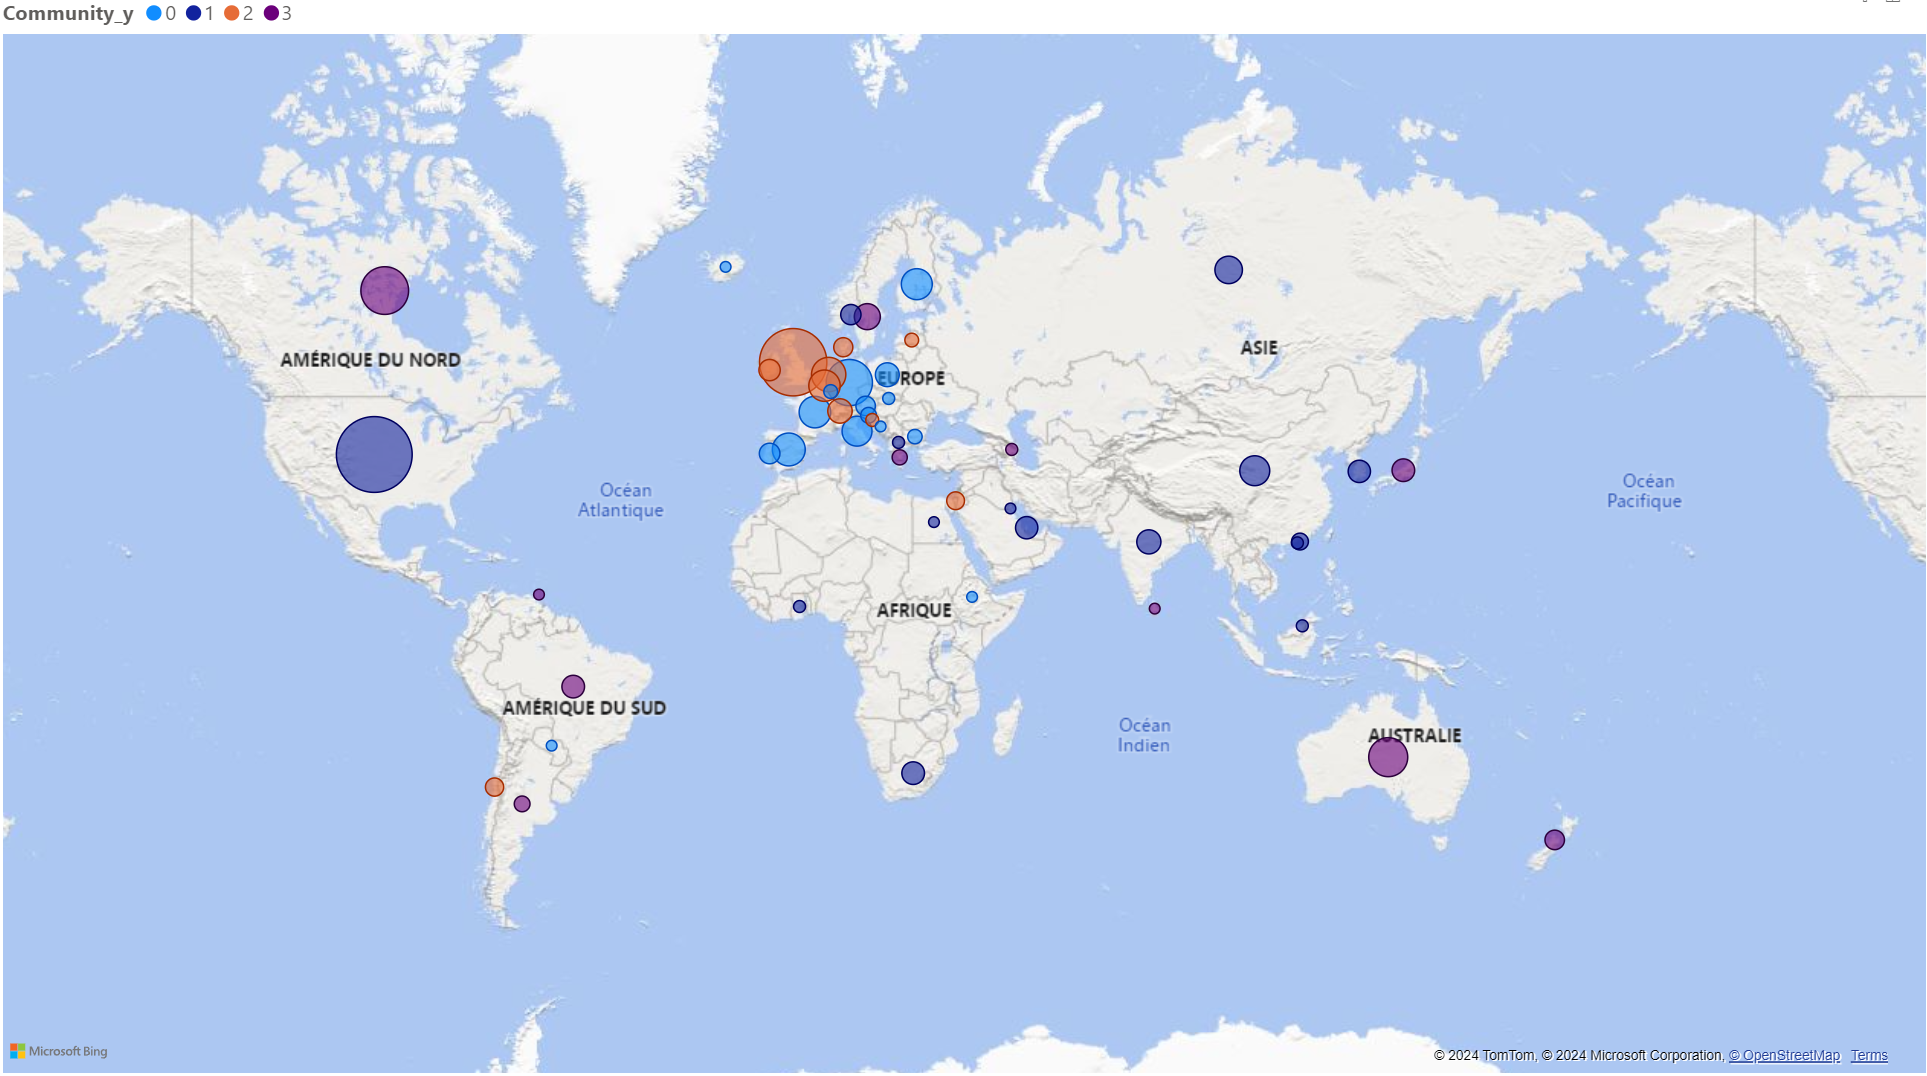 Community_y 0 1 2 3
AMÉRIQUE DU NORD
ASIE
EUROPE
Océan
Atlantique
Océan
Pacifique
AFRIQUE
AMÉRIQUE DU SUD
Océan
Indien
AUSTRALIE
Microsoft Bing
© 2024 TomTom, © 2024 Microsoft Corporation, © OpenStreetMap Terms